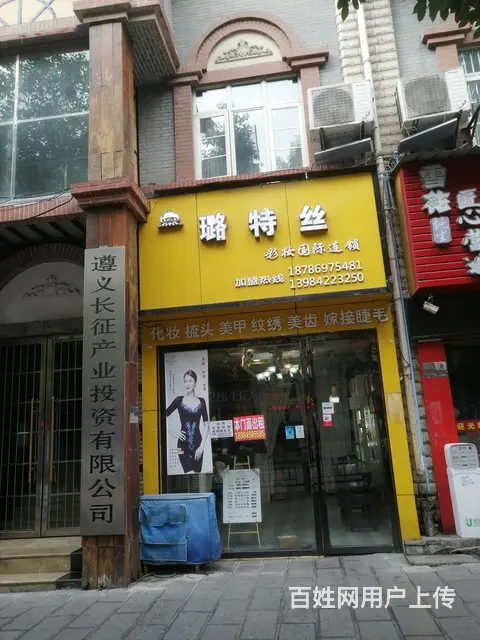 璐特丝
彩妆国际连锁
加盟热线 18786975481
13984223250
化妆 梳头 美甲 纹绣 美齿 嫁接睫毛
遵义长征产业投资有限公司
本门面出租
百姓网用户上传